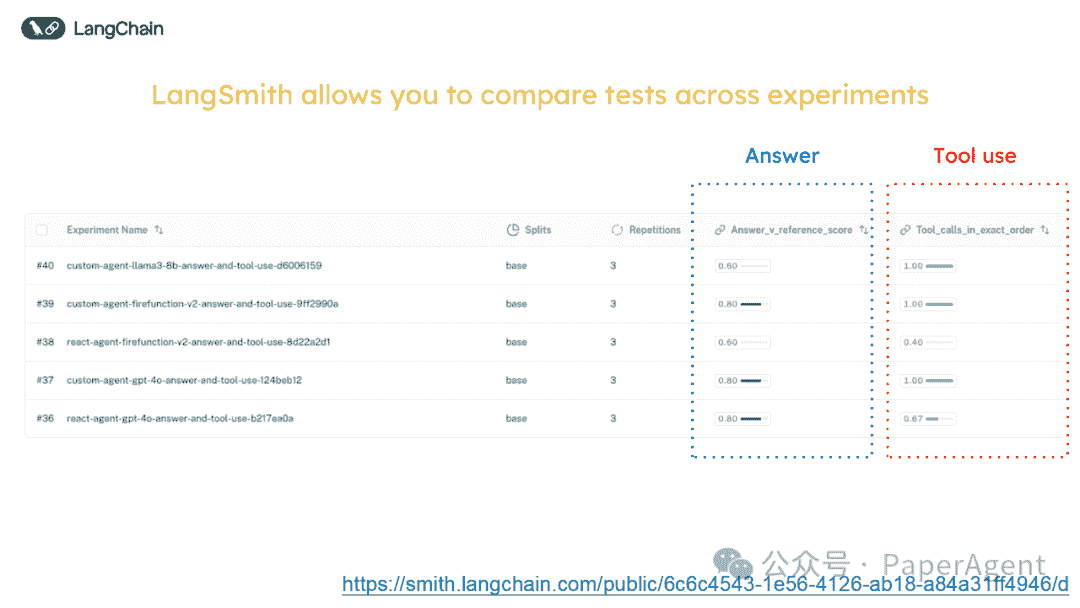 LangChain
LangSmith allows you to compare tests across experiments
Answer
Tool use
Experiment Name Splits Repetitions Answer_v_reference_score Tool_calls_in_exact_order
#40 custom-agent-llama3-8b-answer-and-tool-use-d6006159 base 3 0.60 1.00
#39 custom-agent-firefunction-v2-answer-and-tool-use-9ff2990a base 3 0.80 1.00
#38 react-agent-firefunction-v2-answer-and-tool-use-8d22a2d1 base 3 0.60 0.40
#37 custom-agent-gpt-4o-answer-and-tool-use-124beb12 base 3 0.80 1.00
#36 react-agent-gpt-4o-answer-and-tool-use-b217ea0a base 3 0.80 0.67
公众号 · PaperAgent
https://smith.langchain.com/public/6c6c4543-1e56-4126-ab18-a84a31ff4946/d